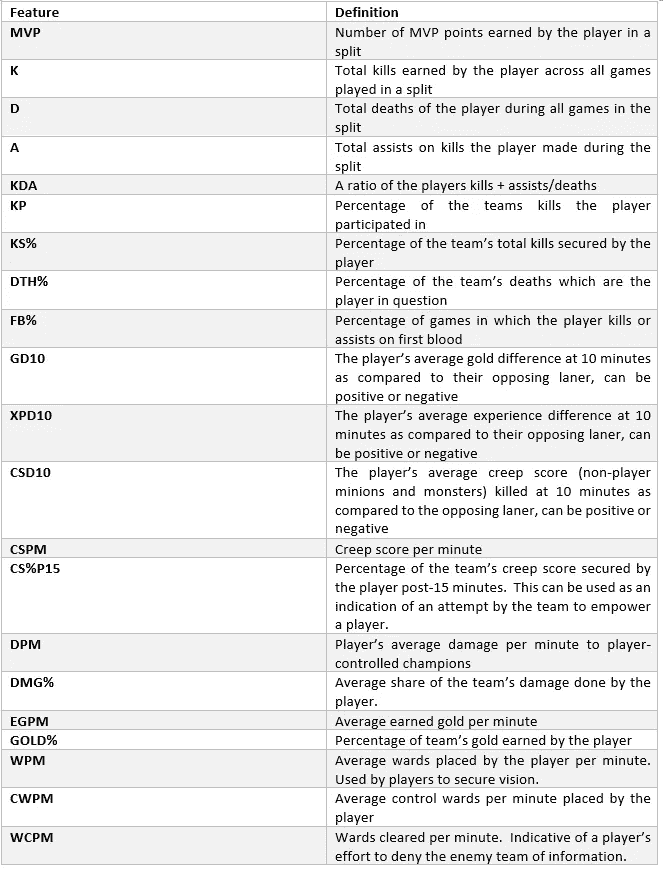 Feature Definition
MVP Number of MVP points earned by the player in a
split
K Total kills earned by the player across all games
played in a split
D Total deaths of the player during all games in the
split
A Total assists on kills the player made during the
split
KDA A ratio of the players kills + assists/deaths
KP Percentage of the teams kills the player
participated in
KS% Percentage of the team’s total kills secured by the
player
DTH% Percentage of the team’s deaths which are the
player in question
FB% Percentage of games in which the player kills or
assists on first blood
GD10 The player’s average gold difference at 10 minutes
as compared to their opposing laner, can be
positive or negative
XPD10 The player’s average experience difference at 10
minutes as compared to their opposing laner, can
be positive or negative
CSD10 The player’s average creep score (non-player
minions and monsters) killed at 10 minutes as
compared to the opposing laner, can be positive or
negative
CSPM Creep score per minute
CS%P15 Percentage of the team’s creep score secured by
the player post-15 minutes. This can be used as an
indication of an attempt by the team to empower
a player.
DPM Player’s average damage per minute to player-
controlled champions
DMG% Average share of the team’s damage done by the
player.
EGPM Average earned gold per minute
GOLD% Percentage of team’s gold earned by the player
WPM Average wards placed by the player per minute.
Used by players to secure vision.
CWPM Average control wards per minute placed by the
player
WCPM Wards cleared per minute. Indicative of a player’s
effort to deny the enemy team of information.